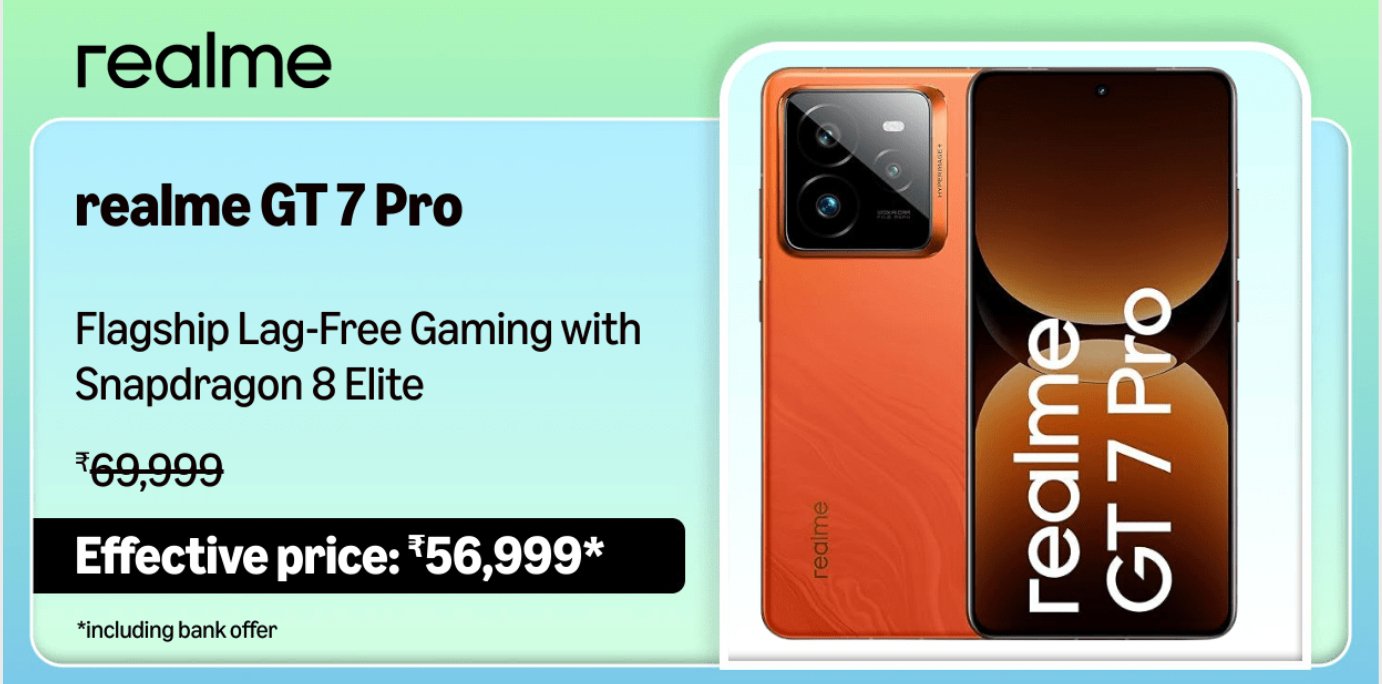 realme
realme GT 7 Pro
Flagship Lag-Free Gaming with
Snapdragon 8 Elite
₹69,999
Effective price: ₹56,999*
*including bank offer
HYPERIMAGE+
realme
realme
GT 7 Pro